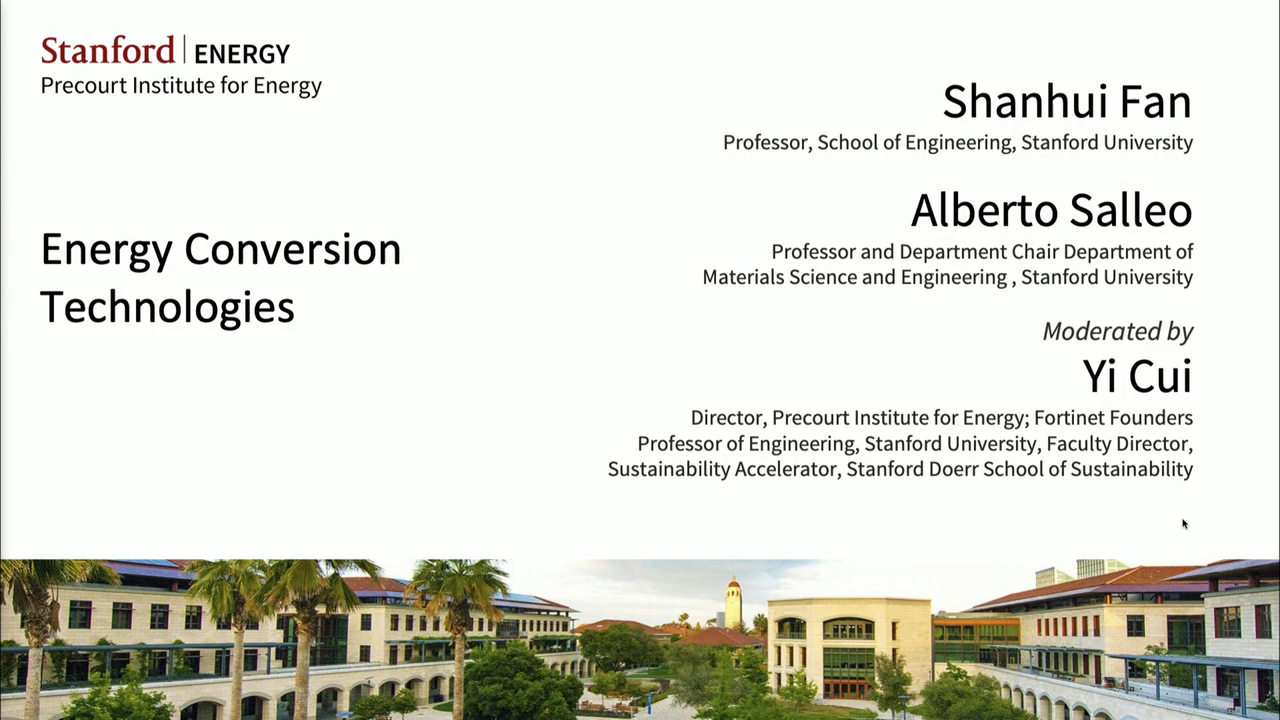 Stanford | ENERGY
Precourt Institute for Energy
Energy Conversion
Technologies
Shanhui Fan
Professor, School of Engineering, Stanford University
Alberto Salleo
Professor and Department Chair Department of
Materials Science and Engineering , Stanford University
Moderated by
Yi Cui
Director, Precourt Institute for Energy; Fortinet Founders
Professor of Engineering, Stanford University, Faculty Director,
Sustainability Accelerator, Stanford Doerr School of Sustainability